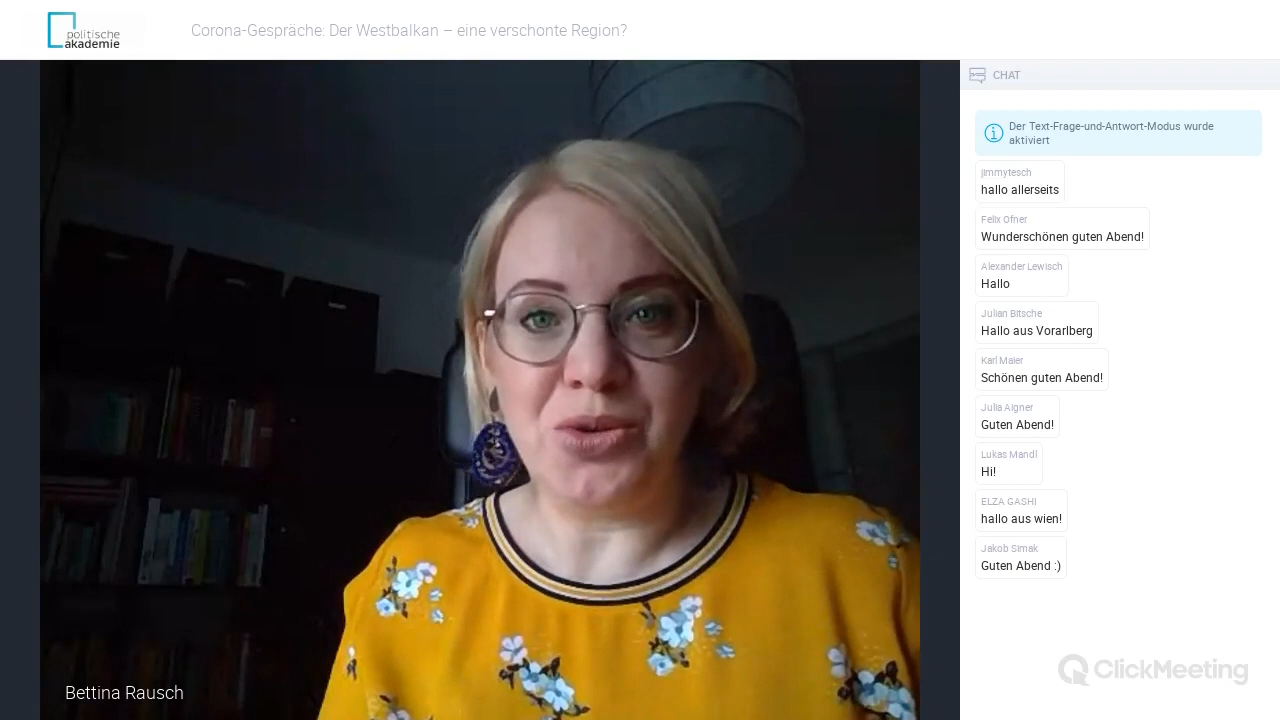 politische
akademie
Corona-Gespräche: Der Westbalkan – eine verschonte Region?
CHAT
Der Text-Frage-und-Antwort-Modus wurde
aktiviert
jimmytesch
hallo allerseits
Felix Ofner
Wunderschönen guten Abend!
Alexander Lewisch
Hallo
Julian Bitsche
Hallo aus Vorarlberg
Karl Maier
Schönen guten Abend!
Julia Aigner
Guten Abend!
Lukas Mandl
Hi!
ELZA GASHI
hallo aus wien!
Jakob Simak
Guten Abend :)
Bettina Rausch
ClickMeeting